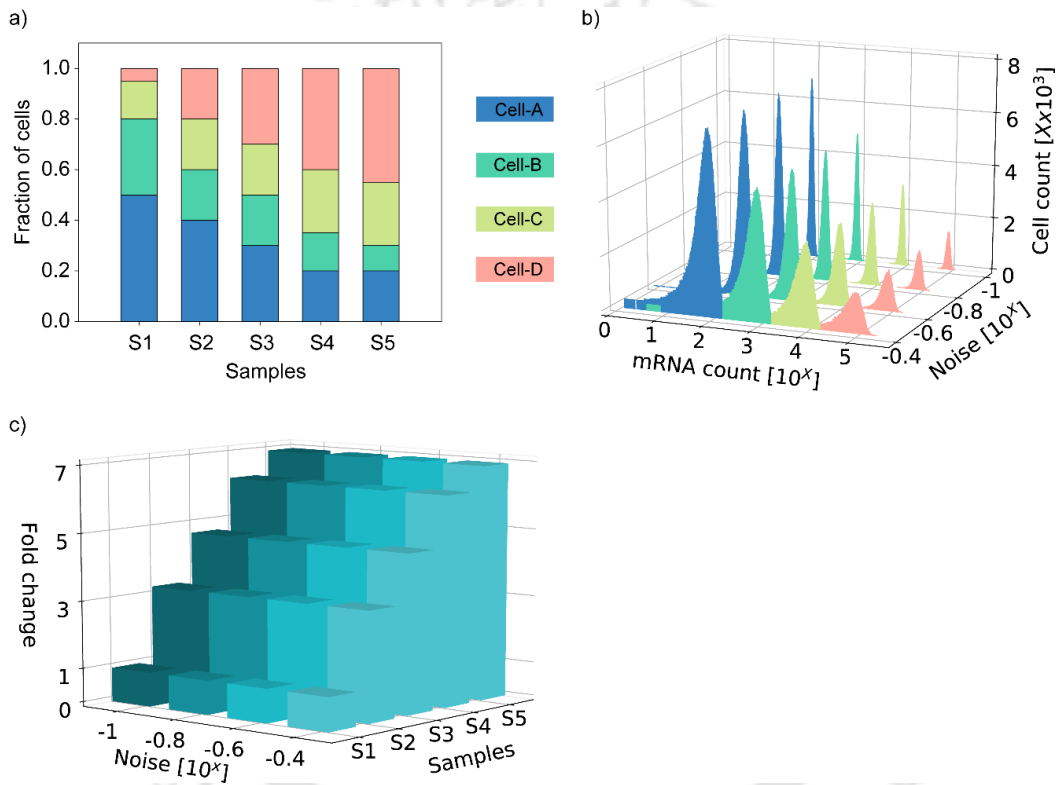 a)
1.0
0.8
0.6
0.4
0.2
0.0
Fraction of cells
S1 S2 S3 S4 S5
Samples
Cell-A
Cell-B
Cell-C
Cell-D
b)
8
6
4
2
0
Cell count [Xx10³]
0 1 2 3 4 5
mRNA count [10ˣ]
-1
-0.8
-0.6
-0.4
Noise [10ˣ]
c)
7
5
3
1
0
Fold change
-1 -0.8 -0.6 -0.4
Noise [10ˣ]
S1 S2 S3 S4 S5
Samples